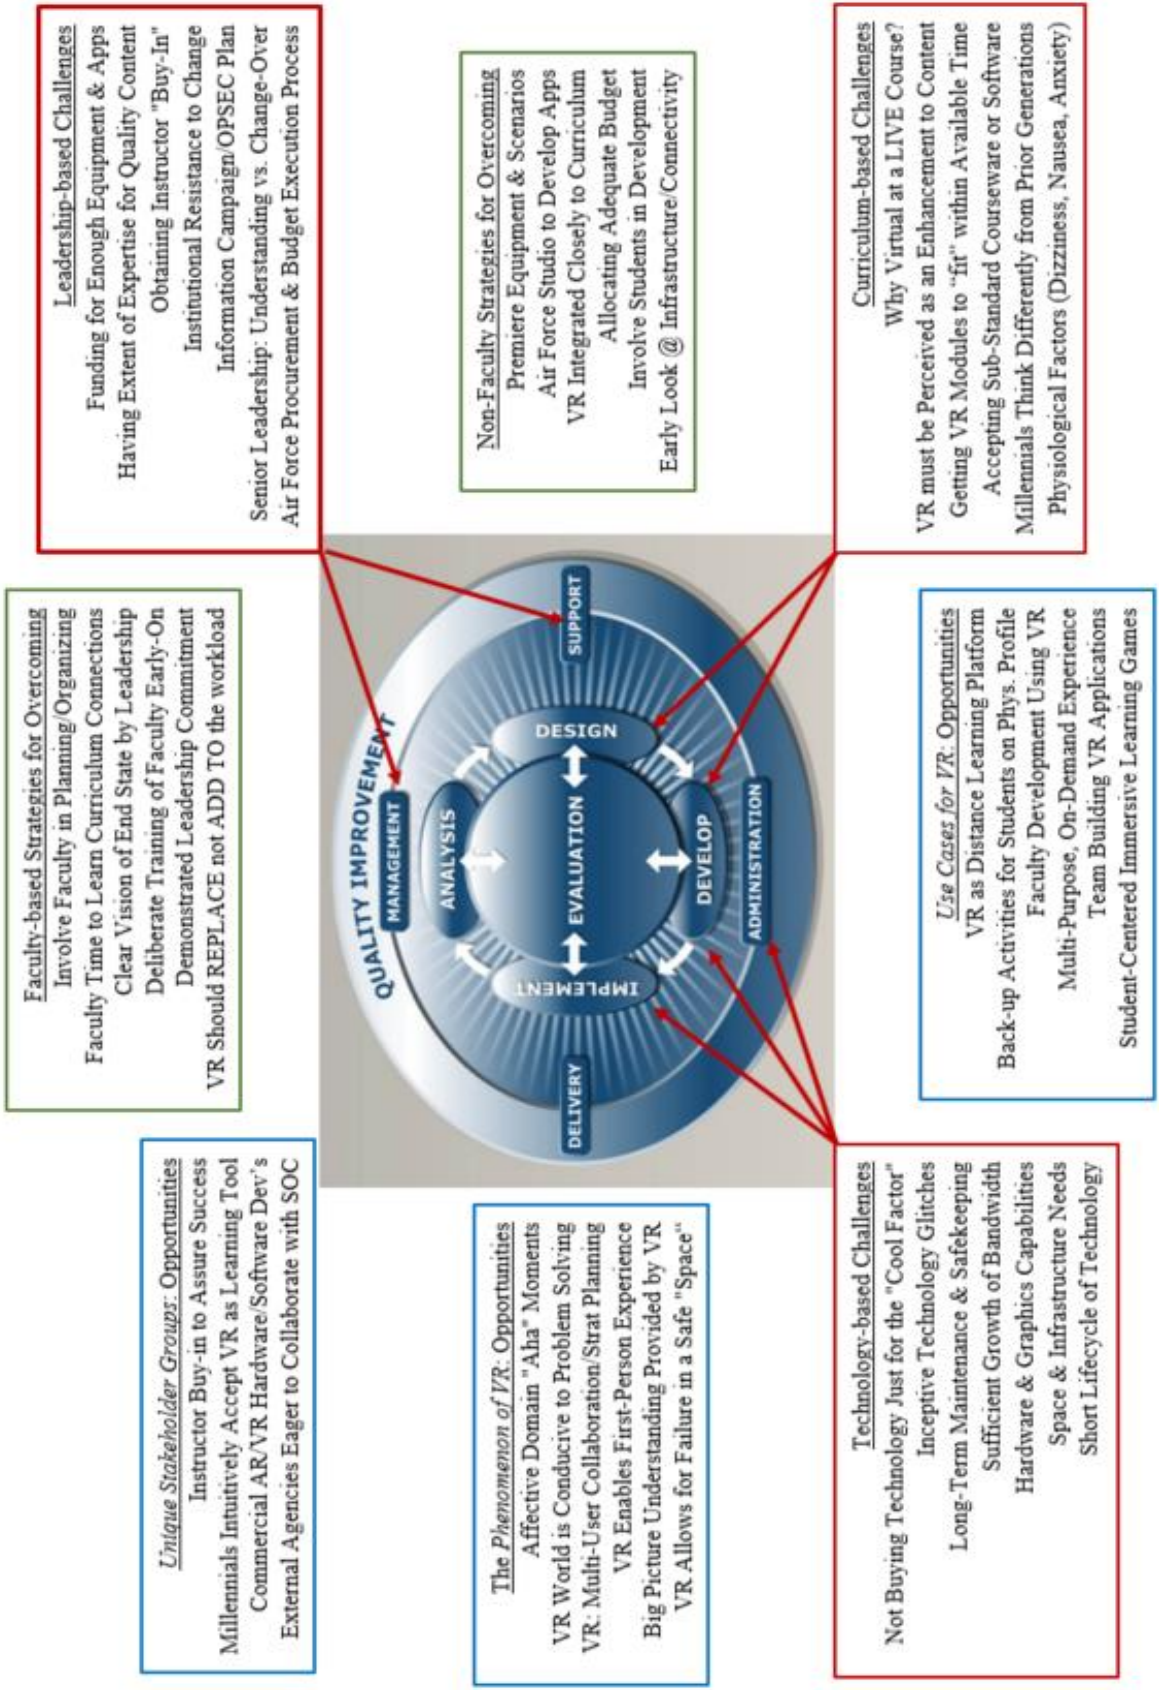 Unique Stakeholder Groups: Opportunities
Instructor Buy-in to Assure Success
Millennials Intuitively Accept VR as Learning Tool
Commercial AR/VR Hardware/Software Dev's
External Agencies Eager to Collaborate with SOC
Faculty-based Strategies for Overcoming
Involve Faculty in Planning/Organizing
Faculty Time to Learn Curriculum Connections
Clear Vision of End State by Leadership
Deliberate Training of Faculty Early-On
Demonstrated Leadership Commitment
VR Should REPLACE not ADD TO the workload
Leadership-based Challenges
Funding for Enough Equipment & Apps
Having Extent of Expertise for Quality Content
Obtaining Instructor "Buy-In"
Institutional Resistance to Change
Information Campaign/OPSEC Plan
Senior Leadership: Understanding vs. Change-Over
Air Force Procurement & Budget Execution Process
The Phenomenon of VR: Opportunities
Affective Domain "Aha" Moments
VR World is Conducive to Problem Solving
VR: Multi-User Collaboration/Strat Planning
VR Enables First-Person Experience
Big Picture Understanding Provided by VR
VR Allows for Failure in a Safe "Space"
QUALITY IMPROVEMENT
MANAGEMENT
ANALYSIS
DELIVERY
IMPLEMENT
EVALUATION
DESIGN
SUPPORT
DEVELOP
ADMINISTRATION
Non-Faculty Strategies for Overcoming
Premiere Equipment & Scenarios
Air Force Studio to Develop Apps
VR Integrated Closely to Curriculum
Allocating Adequate Budget
Involve Students in Development
Early Look @ Infrastructure/Connectivity
Technology-based Challenges
Not Buying Technology Just for the "Cool Factor"
Inceptive Technology Glitches
Long-Term Maintenance & Safekeeping
Sufficient Growth of Bandwidth
Hardware & Graphics Capabilities
Space & Infrastructure Needs
Short Lifecycle of Technology
Use Cases for VR: Opportunities
VR as Distance Learning Platform
Back-up Activities for Students on Phys. Profile
Faculty Development Using VR
Multi-Purpose, On-Demand Experience
Team Building VR Applications
Student-Centered Immersive Learning Games
Curriculum-based Challenges
Why Virtual at a LIVE Course?
VR must be Perceived as an Enhancement to Content
Getting VR Modules to "fit" within Available Time
Accepting Sub-Standard Courseware or Software
Millennials Think Differently from Prior Generations
Physiological Factors (Dizziness, Nausea, Anxiety)